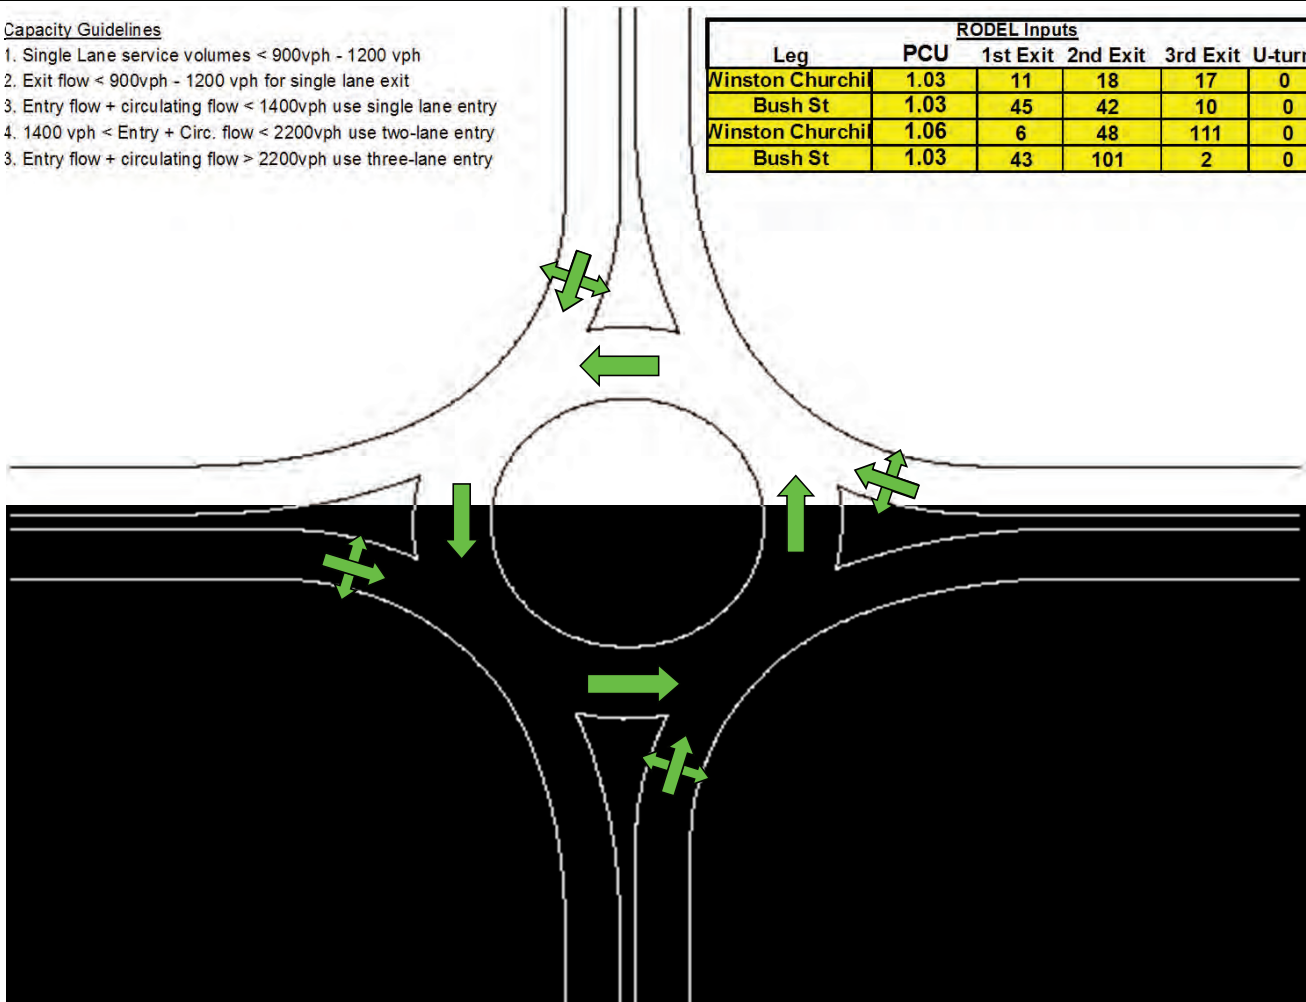 Capacity Guidelines
1. Single Lane service volumes < 900vph - 1200 vph
2. Exit flow < 900vph - 1200 vph for single lane exit
3. Entry flow + circulating flow < 1400vph use single lane entry
4. 1400 vph < Entry + Circ. flow < 2200vph use two-lane entry
3. Entry flow + circulating flow > 2200vph use three-lane entry
RODEL Inputs
Leg PCU 1st Exit 2nd Exit 3rd Exit U-turn
Winston Churchil 1.03 11 18 17 0
Bush St 1.03 45 42 10 0
Winston Churchil 1.06 6 48 111 0
Bush St 1.03 43 101 2 0